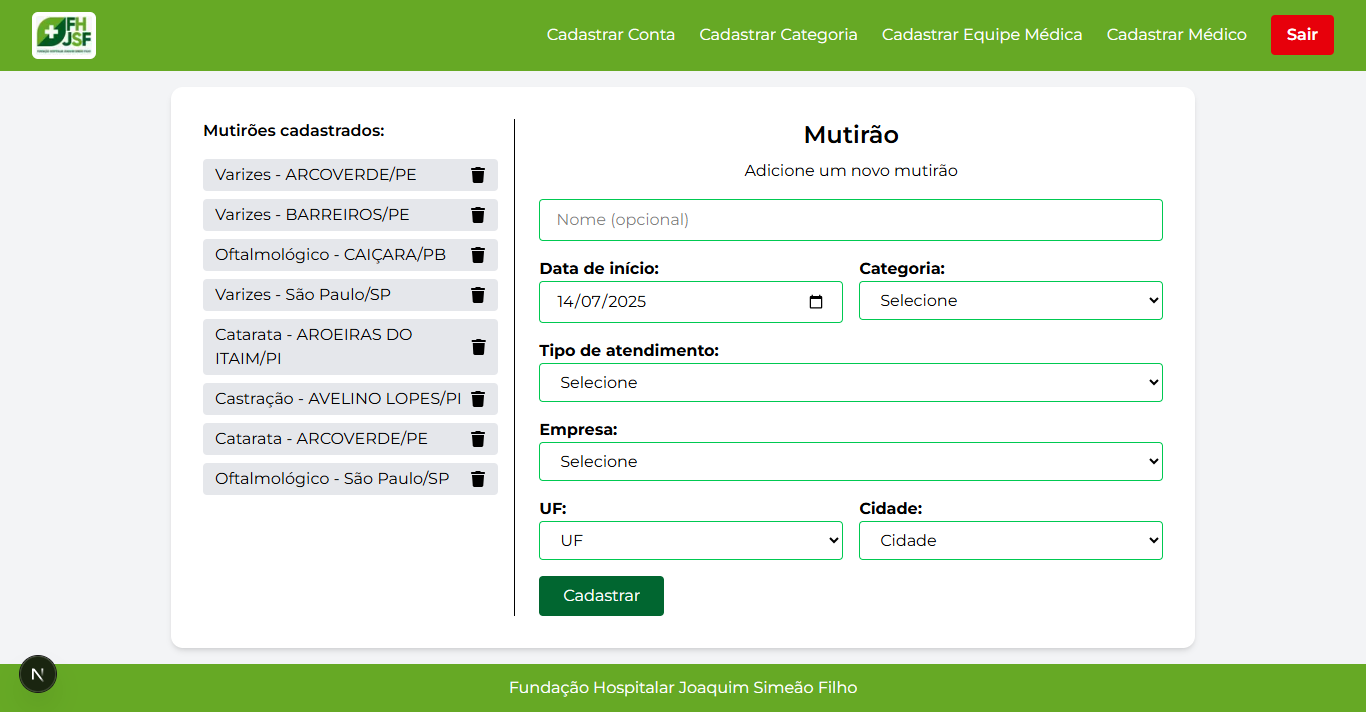 FH
JSF
Cadastrar Conta
Cadastrar Categoria
Cadastrar Equipe Médica
Cadastrar Médico
Sair
Mutirões cadastrados:
Varizes - ARCOVERDE/PE
Varizes - BARREIROS/PE
Oftalmológico - CAIÇARA/PB
Varizes - São Paulo/SP
Catarata - AROEIRAS DO
ITAIM/PI
Castração - AVELINO LOPES/PI
Catarata - ARCOVERDE/PE
Oftalmológico - São Paulo/SP
Mutirão
Adicione um novo mutirão
Nome (opcional)
Data de início:
Categoria:
14/07/2025
Selecione
Tipo de atendimento:
Selecione
Empresa:
Selecione
UF:
Cidade:
UF
Cidade
Cadastrar
N
Fundação Hospitalar Joaquim Simeão Filho